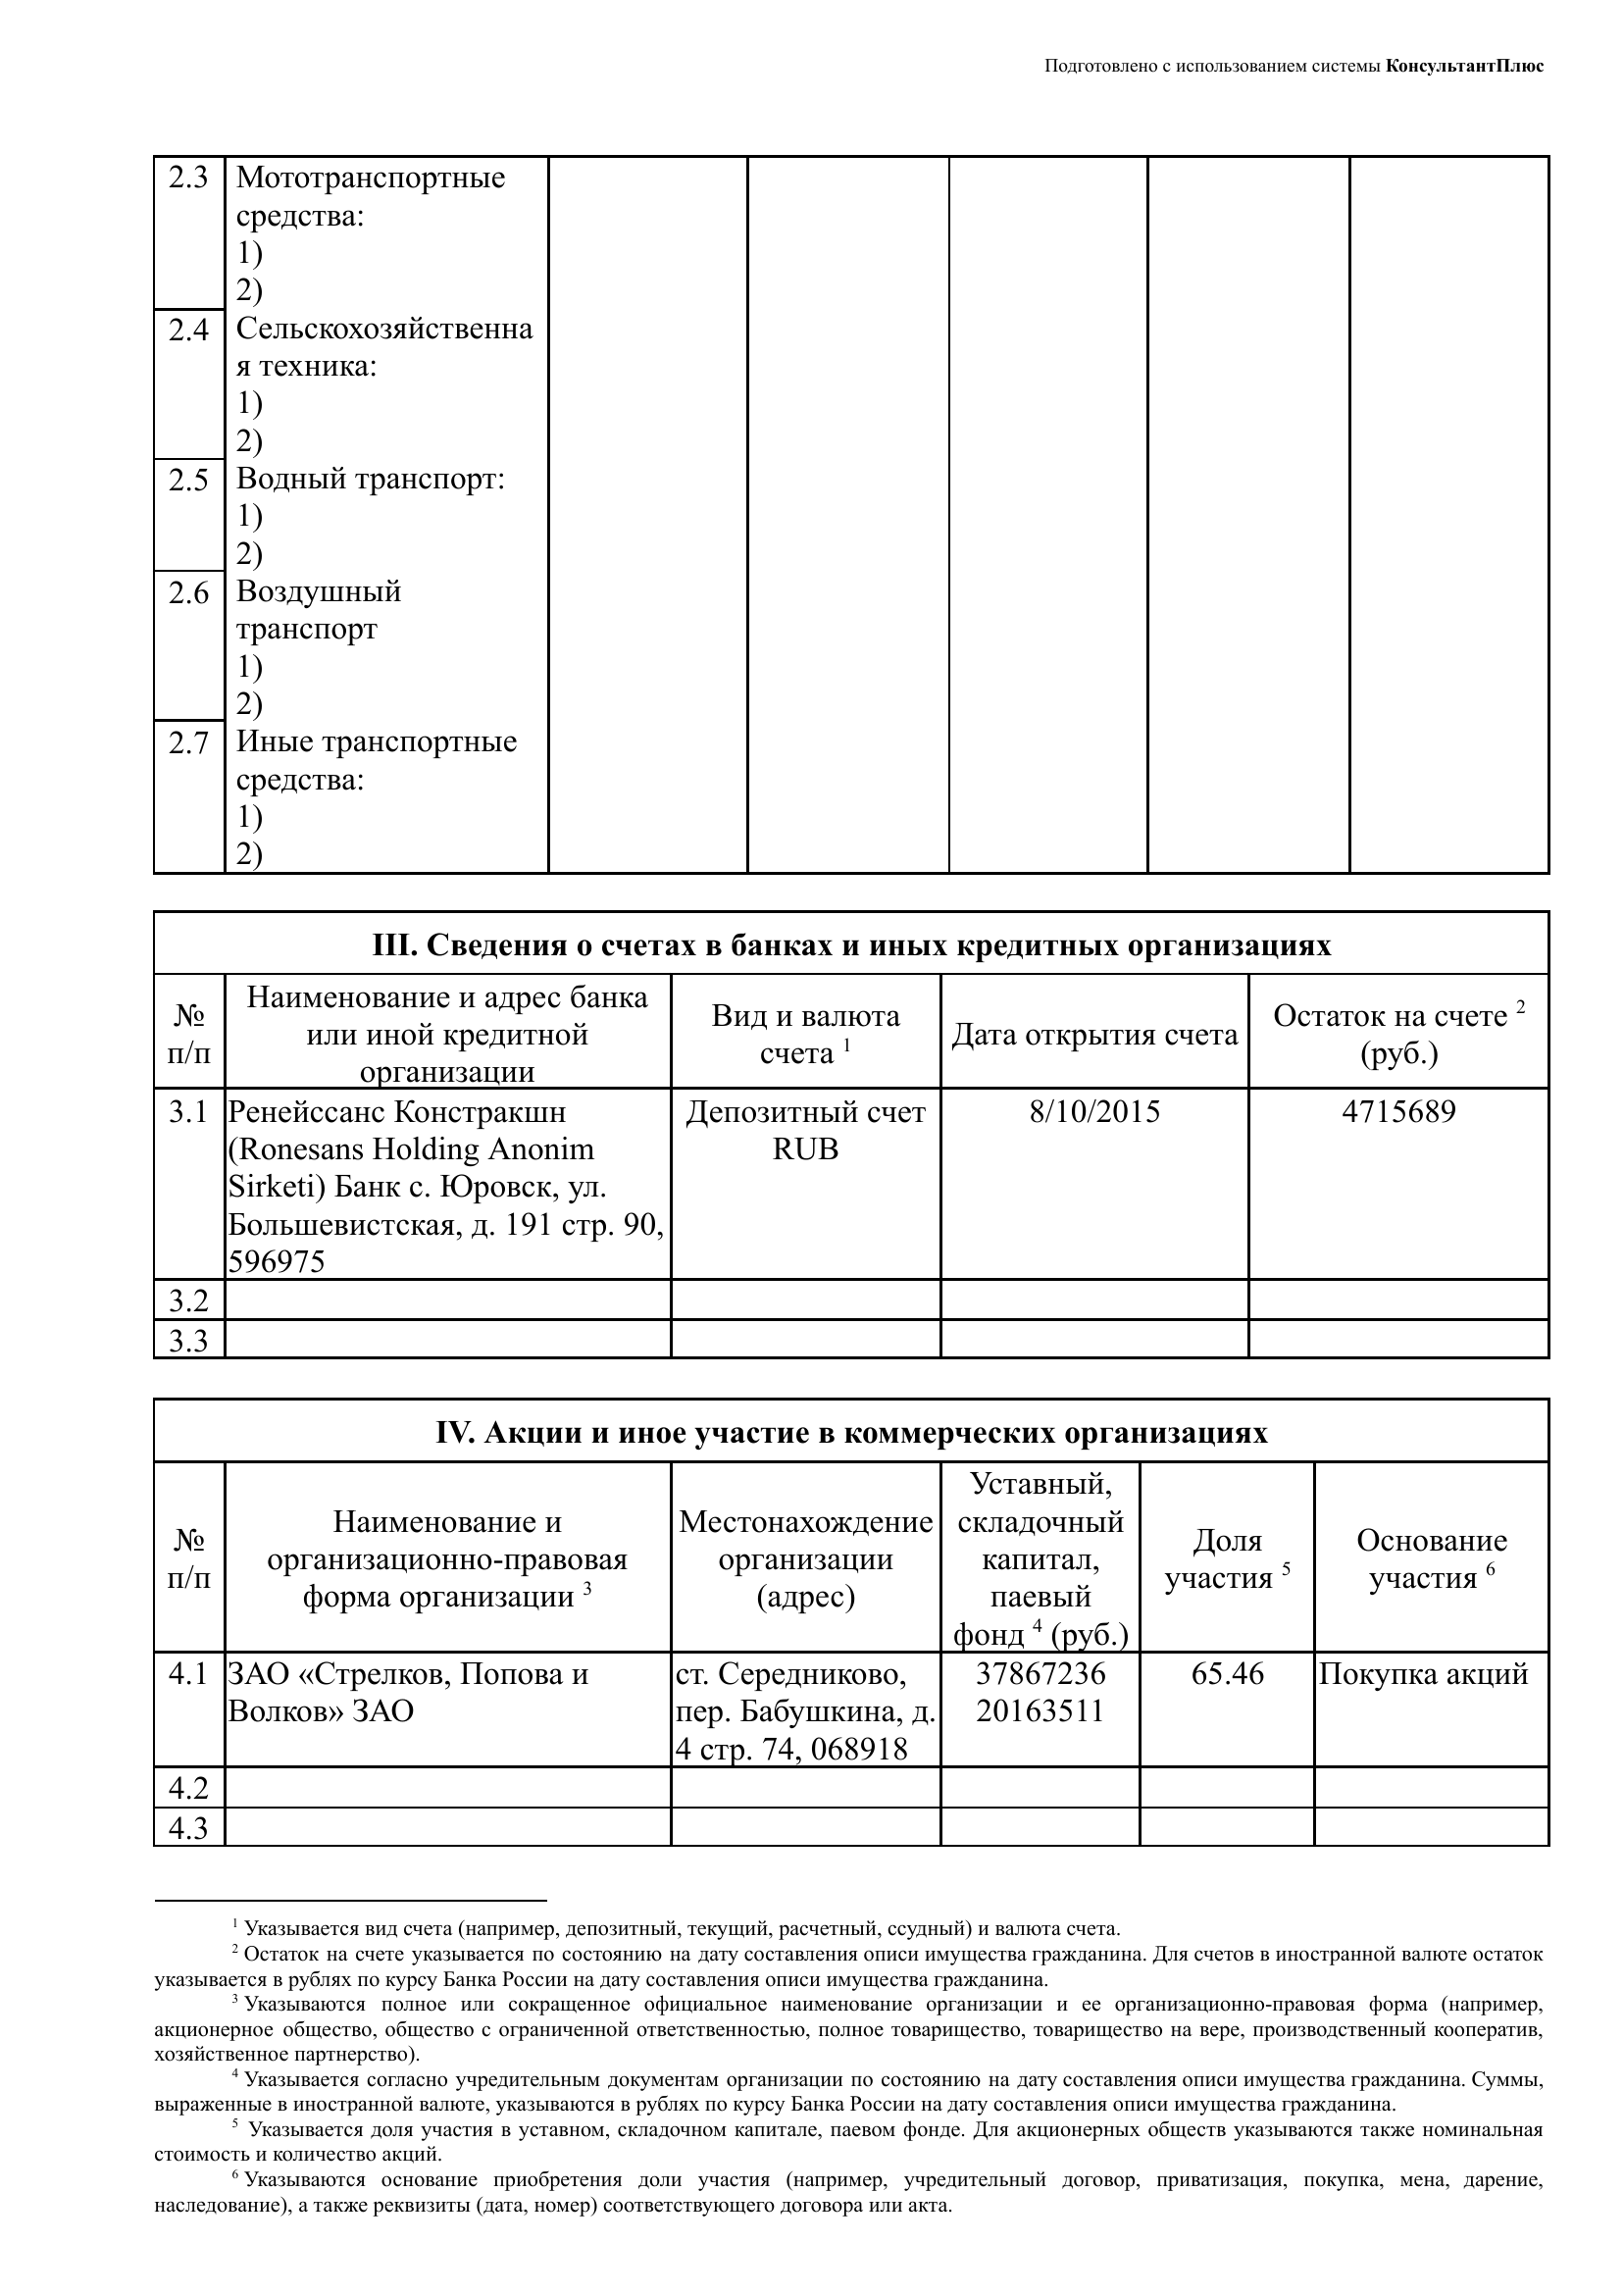 Подготовлено с использованием системы КонсультантПлюс
2.3 Мототранспортные
средства:
1)
2)
2.4 Сельскохозяйственна
я техника:
1)
2)
2.5 Водный транспорт:
1)
2)
2.6 Воздушный
транспорт
1)
2)
2.7 Иные транспортные
средства:
1)
2)
III. Сведения о счетах в банках и иных кредитных организациях
№
п/п
Наименование и адрес банка
или иной кредитной
организации
Вид и валюта
счета 1
Дата открытия счета
Остаток на счете 2
(руб.)
3.1
Ренейссанс Констракшн
(Ronesans Holding Anonim
Sirketi) Банк с. Юровск, ул.
Большевистская, д. 191 стр. 90,
596975
Депозитный счет
RUB
8/10/2015
4715689
3.2
3.3
IV. Акции и иное участие в коммерческих организациях
№
п/п
Наименование и
организационно-правовая
форма организации 3
Местонахождение
организации
(адрес)
Уставный,
складочный
капитал,
паевый
фонд 4 (руб.)
Доля
участия 5
Основание
участия 6
4.1
ЗАО «Стрелков, Попова и
Волков» ЗАО
ст. Середниково,
пер. Бабушкина, д.
4 стр. 74, 068918
37867236
20163511
65.46
Покупка акций
4.2
4.3
1 Указывается вид счета (например, депозитный, текущий, расчетный, ссудный) и валюта счета.
2 Остаток на счете указывается по состоянию на дату составления описи имущества гражданина. Для счетов в иностранной валюте остаток
указывается в рублях по курсу Банка России на дату составления описи имущества гражданина.
3 Указываются полное или сокращенное официальное наименование организации и ее организационно-правовая форма (например,
акционерное общество, общество с ограниченной ответственностью, полное товарищество, товарищество на вере, производственный кооператив,
хозяйственное партнерство).
4 Указывается согласно учредительным документам организации по состоянию на дату составления описи имущества гражданина. Суммы,
выраженные в иностранной валюте, указываются в рублях по курсу Банка России на дату составления описи имущества гражданина.
5 Указывается доля участия в уставном, складочном капитале, паевом фонде. Для акционерных обществ указываются также номинальная
стоимость и количество акций.
6 Указываются основание приобретения доли участия (например, учредительный договор, приватизация, покупка, мена, дарение,
наследование), а также реквизиты (дата, номер) соответствующего договора или акта.